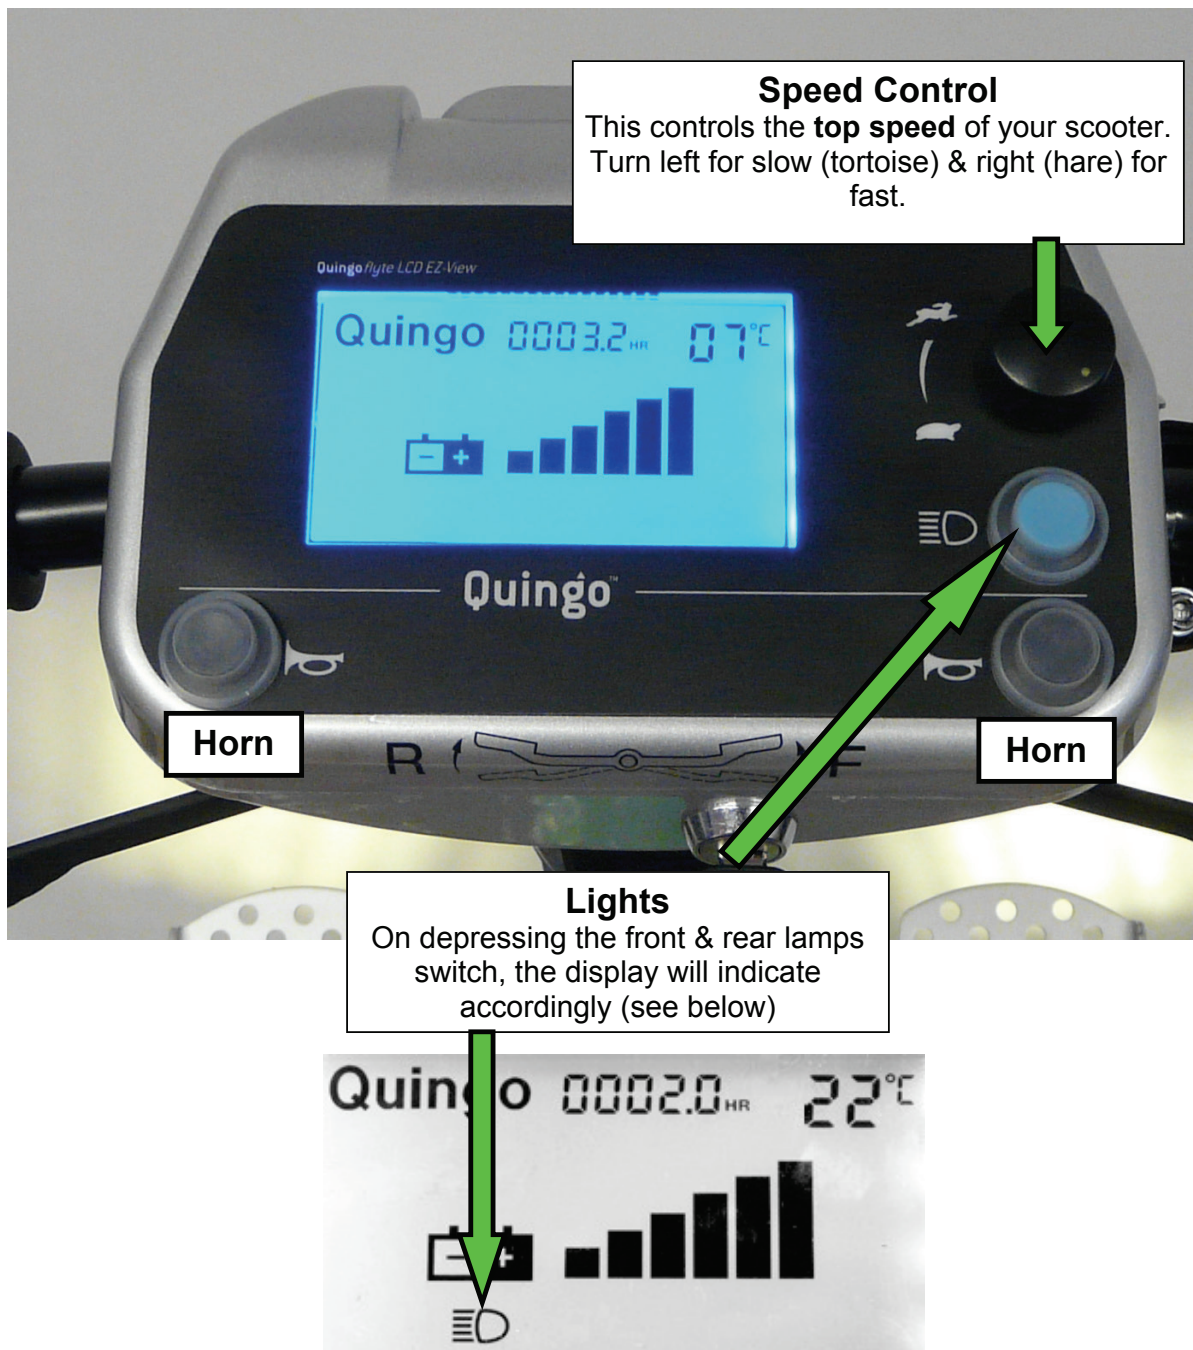 Speed Control
This controls the top speed of your scooter.
Turn left for slow (tortoise) & right (hare) for
fast.
Quingo flyte LCD EZ-View
Quingo 0003.2 HR 07°C
Quingo™
Horn
Horn
R F
Lights
On depressing the front & rear lamps
switch, the display will indicate
accordingly (see below)
Quingo 0002.0 HR 22°C